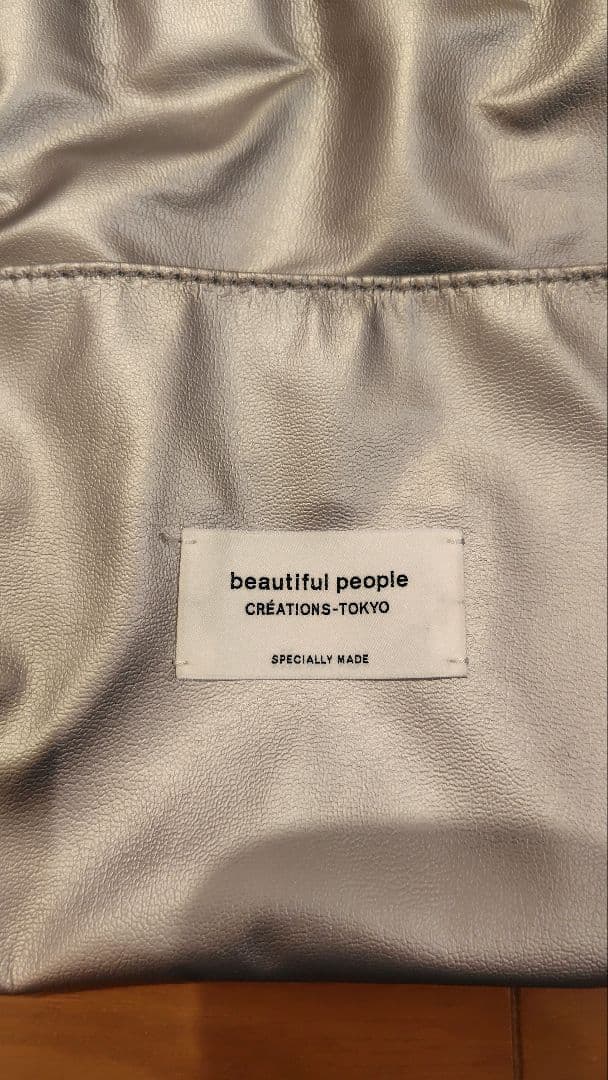 beautiful people
CRÉATIONS-TOKYO
SPECIALLY MADE